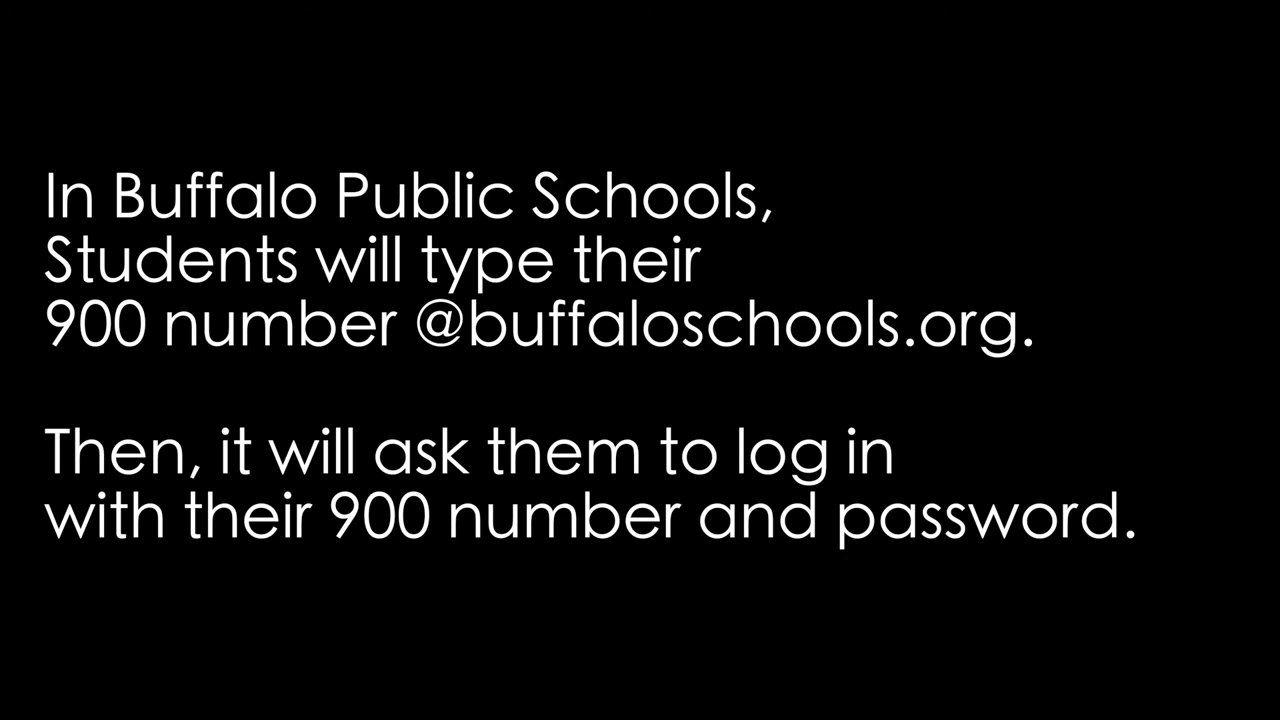 In Buffalo Public Schools,
Students will type their
900 number @buffaloschools.org.
Then, it will ask them to log in
with their 900 number and password.